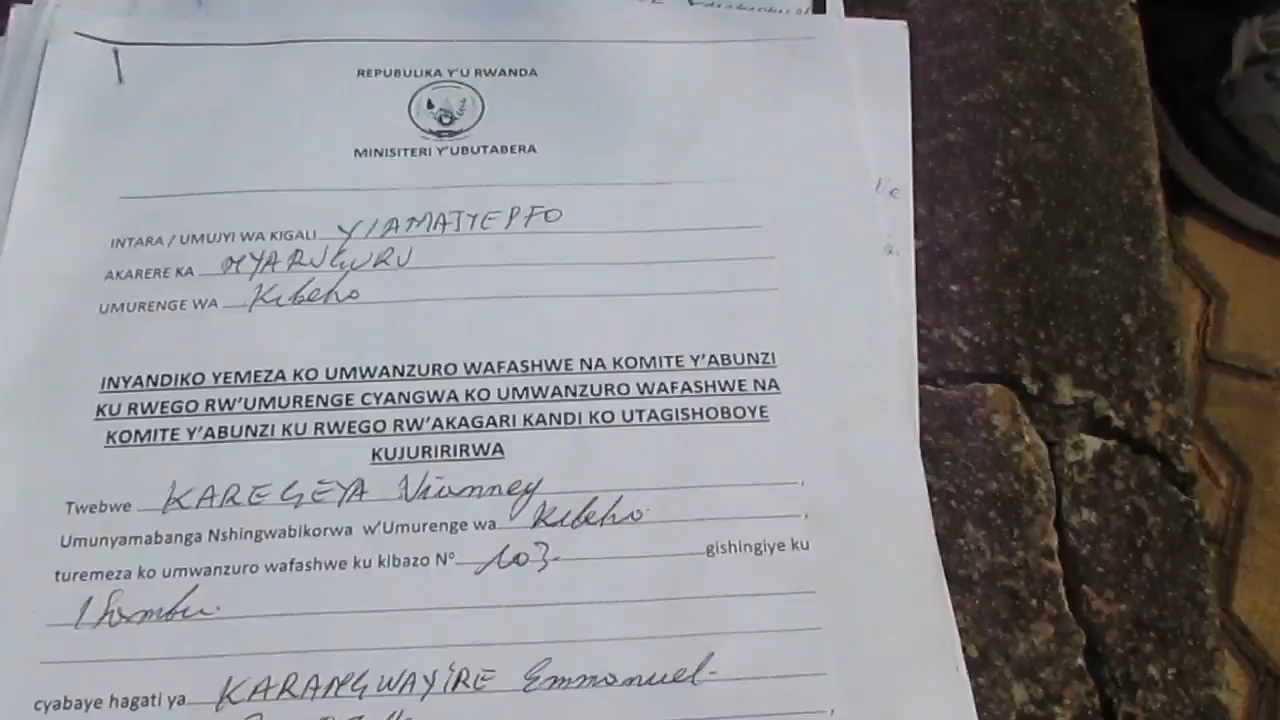 REPUBULIKA Y'U RWANDA
MINISITERI Y'UBUTABERA
INTARA / UMUJYI WA KIGALI Y'AMAJYEPFO
AKARERE KA NYARUGURU
UMURENGE WA Kibeho
INYANDIKO YEMEZA KO UMWANZURO WAFASHWE NA KOMITE Y'ABUNZI
KU RWEGO RW'UMURENGE CYANGWA KO UMWANZURO WAFASHWE NA
KOMITE Y'ABUNZI KU RWEGO RW'AKAGARI KANDI KO UTAGISHOBOYE
KUJURIRIRWA
Twebwe KAREGEYA Vianney,
Umunyamabanga Nshingwabikorwa w'Umurenge wa Kibeho,
turemeza ko umwanzuro wafashwe ku kibazo N° 103 gishingiye ku
cyabaye hagati ya KARANGWAYIRE Emmanuel